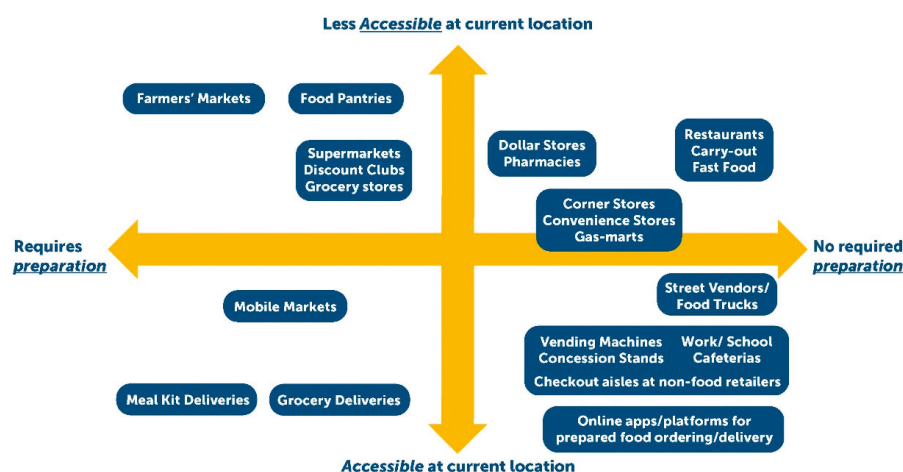 Less Accessible at current location
Farmers’ Markets
Food Pantries
Supermarkets
Discount Clubs
Grocery stores
Dollar Stores
Pharmacies
Restaurants
Carry-out
Fast Food
Corner Stores
Convenience Stores
Gas-marts
Requires
preparation
No required
preparation
Mobile Markets
Street Vendors/
Food Trucks
Vending Machines
Concession Stands
Work/ School
Cafeterias
Checkout aisles at non-food retailers
Meal Kit Deliveries
Grocery Deliveries
Online apps/platforms for
prepared food ordering/delivery
Accessible at current location